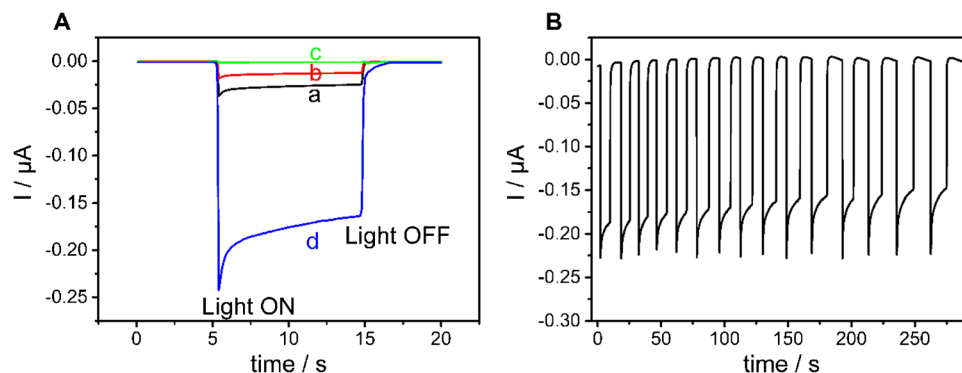 A
0.00
-0.05
-0.10
-0.15
-0.20
-0.25
I / µA
c
b
a
d
Light ON
Light OFF
0
5
10
15
20
time / s
B
0.00
-0.05
-0.10
-0.15
-0.20
-0.25
-0.30
I / µA
0
50
100
150
200
250
time / s